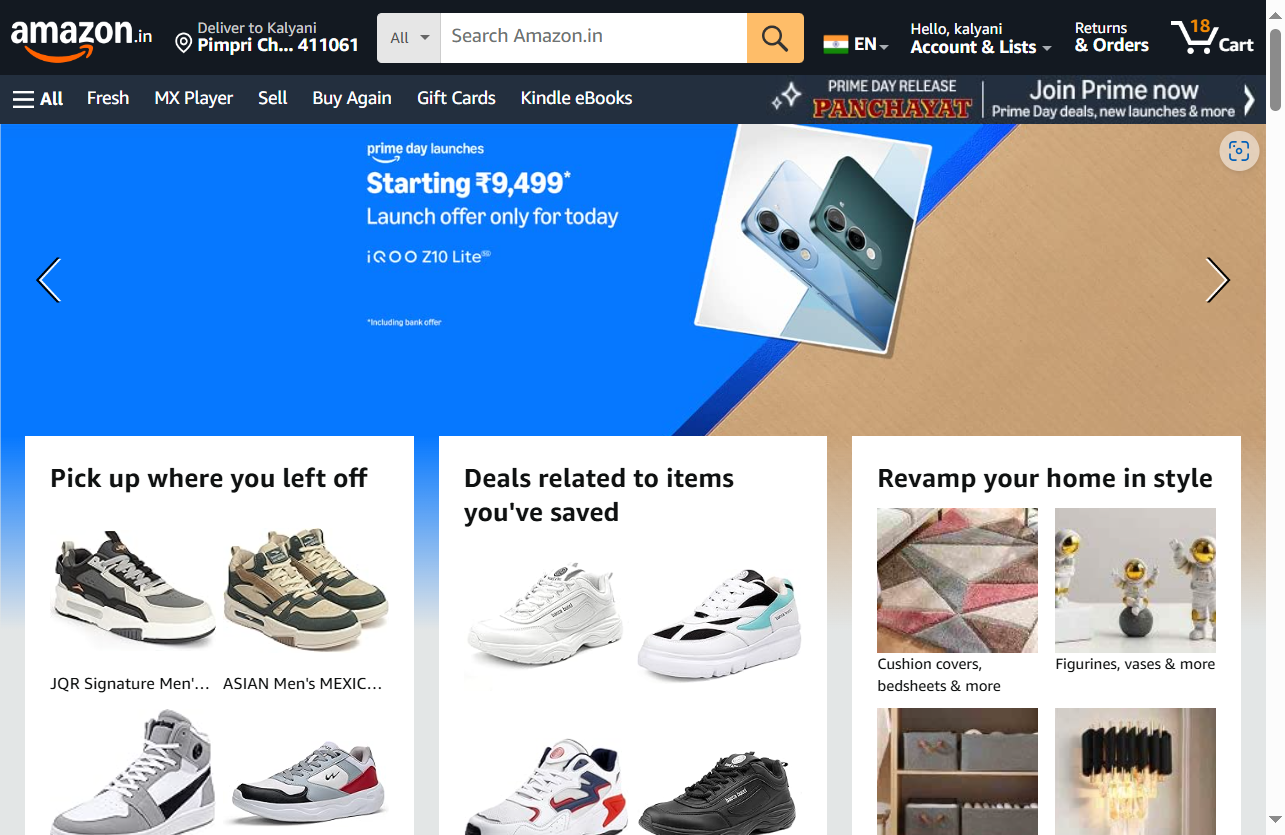 amazon.in
Deliver to Kalyani
Pimpri Ch... 411061
All
Search Amazon.in
EN
Hello, kalyani
Account & Lists
Returns
& Orders
18
Cart
All
Fresh
MX Player
Sell
Buy Again
Gift Cards
Kindle eBooks
PRIME DAY RELEASE
PANCHAYAT
Join Prime now
Prime Day deals, new launches & more
prime day launches
Starting ₹9,499*
Launch offer only for today
iQOO Z10 Lite 5G
*Including bank offer
Pick up where you left off
JQR Signature Men'...
ASIAN Men's MEXIC...
Deals related to items
you've saved
bacca bucci
Revamp your home in style
Cushion covers,
bedsheets & more
Figurines, vases & more